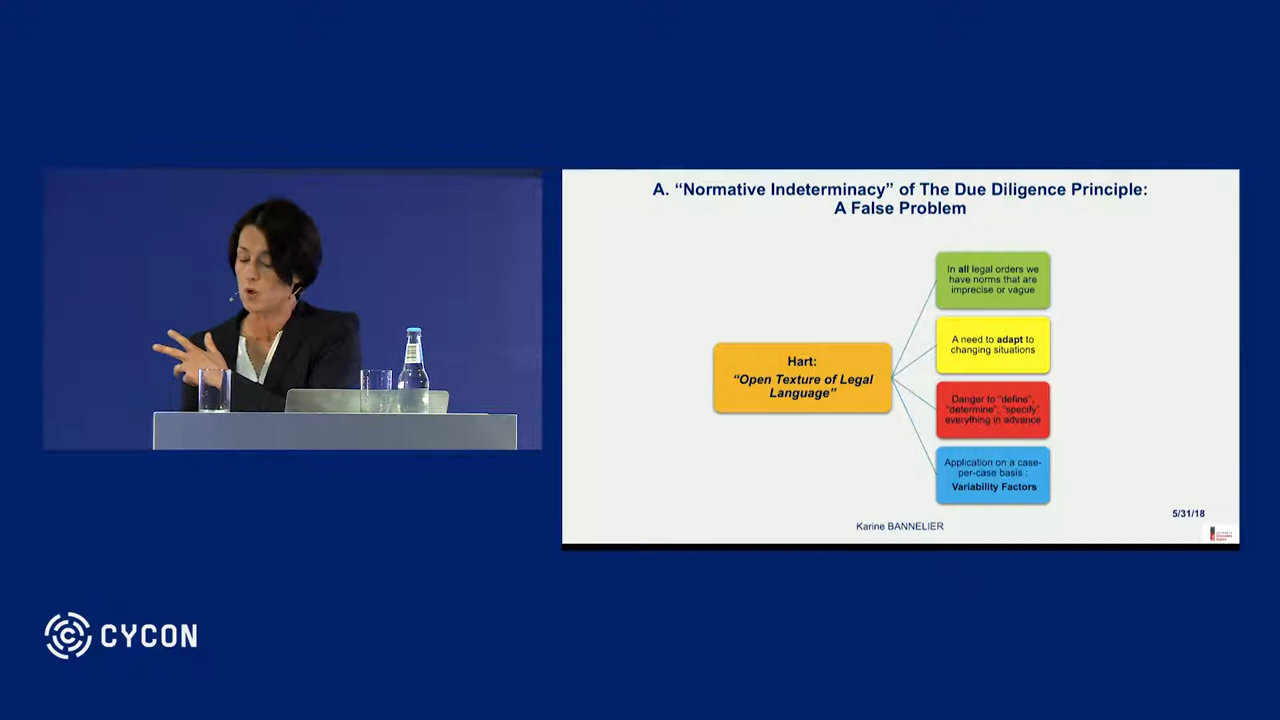 A. “Normative Indeterminacy” of The Due Diligence Principle:
A False Problem
Hart:
“Open Texture of Legal
Language”
In all legal orders we
have norms that are
imprecise or vague
A need to adapt to
changing situations
Danger to “define”,
“determine”, “specify”
everything in advance
Application on a case-
per-case basis :
Variability Factors
5/31/18
Karine BANNELIER
CYCON